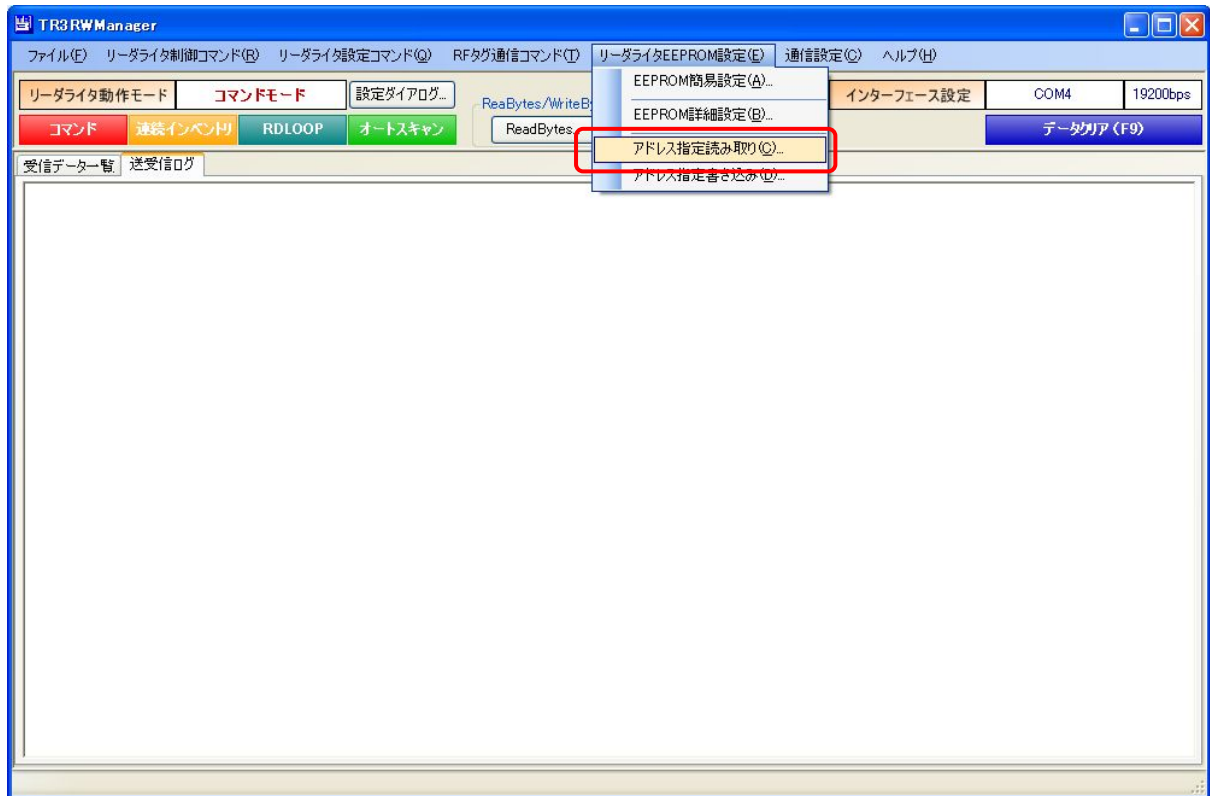 TR3RWManager
ファイル(F) リーダライタ制御コマンド(R) リーダライタ設定コマンド(Q) RFタグ通信コマンド(T) リーダライタEEPROM設定(E) 通信設定(C) ヘルプ(H)
リーダライタ動作モード コマンドモード 設定ダイアログ... ReaBytes/WriteBy インターフェース設定 COM4 19200bps
コマンド 連続インベントリ RDLOOP オートスキャン ReadBytes... データクリア(F9)
EEPROM簡易設定(A)...
EEPROM詳細設定(B)...
アドレス指定読み取り(C)...
アドレス指定書き込み(D)...
受信データ一覧 送受信ログ